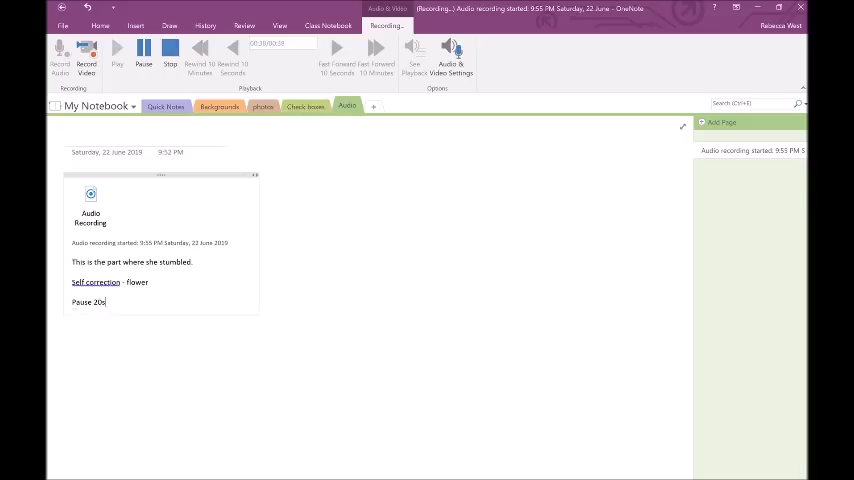 Audio & Video
(Recording...) Audio recording started: 9:55 PM Saturday, 22 June - OneNote
File Home Insert Draw History Review View Class Notebook Recording... Rebecca West
00:38/00:38
Record Audio
Record Video
Play
Pause
Stop
Rewind 10 Minutes
Rewind 10 Seconds
Fast Forward 10 Seconds
Fast Forward 10 Minutes
See Playback
Audio & Video Settings
Recording Playback Options
My Notebook Quick Notes Backgrounds photos Check boxes Audio +
Search (Ctrl+E)
Add Page
Saturday, 22 June 2019 9:52 PM
Audio recording started: 9:55 PM S
Audio
Recording
Audio recording started: 9:55 PM Saturday, 22 June 2019
This is the part where she stumbled.
Self correction - flower
Pause 20s